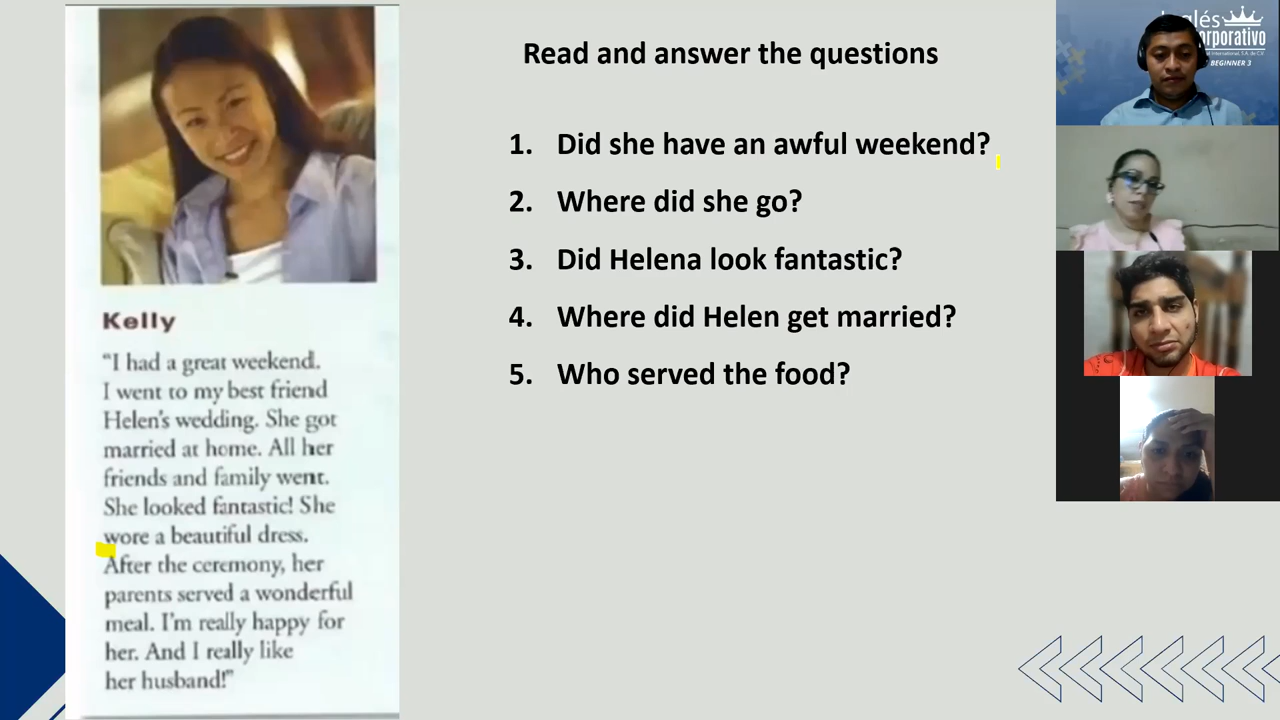 Read and answer the questions
1. Did she have an awful weekend?
2. Where did she go?
3. Did Helena look fantastic?
4. Where did Helen get married?
5. Who served the food?
Kelly
"I had a great weekend.
I went to my best friend
Helen's wedding. She got
married at home. All her
friends and family went.
She looked fantastic! She
wore a beautiful dress.
After the ceremony, her
parents served a wonderful
meal. I'm really happy for
her. And I really like
her husband!"
BEGINNER 3